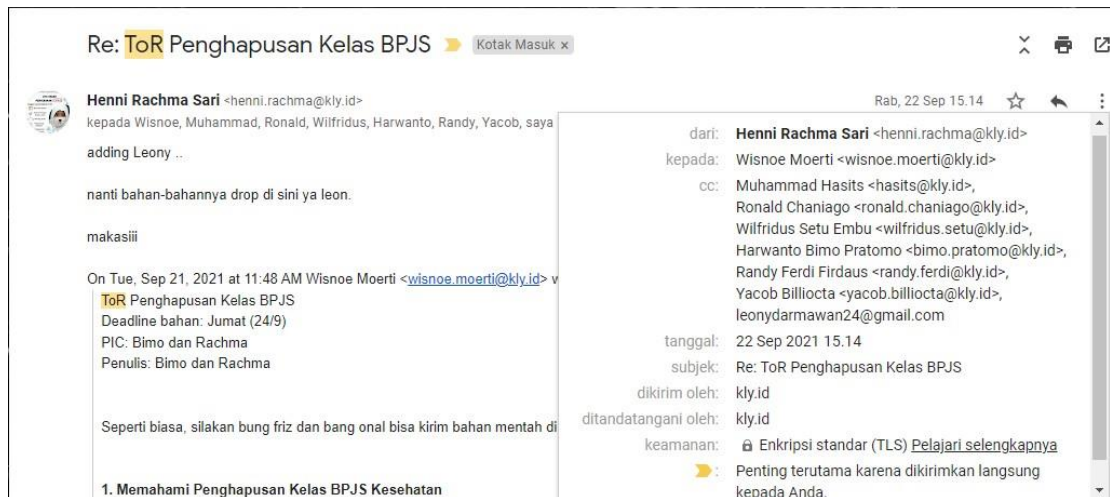 Re: ToR Penghapusan Kelas BPJS Kotak Masuk ×
Henni Rachma Sari <henni.rachma@kly.id>
Rab, 22 Sep 15.14
kepada Wisnoe, Muhammad, Ronald, Wilfridus, Harwanto, Randy, Yacob, saya
adding Leony ..
nanti bahan-bahannya drop di sini ya leon.
makasiii
On Tue, Sep 21, 2021 at 11:48 AM Wisnoe Moerti <wisnoe.moerti@kly.id> w
ToR Penghapusan Kelas BPJS
Deadline bahan: Jumat (24/9)
PIC: Bimo dan Rachma
Penulis: Bimo dan Rachma
Seperti biasa, silakan bung friz dan bang onal bisa kirim bahan mentah di
1. Memahami Penghapusan Kelas BPJS Kesehatan
dari: Henni Rachma Sari <henni.rachma@kly.id>
kepada: Wisnoe Moerti <wisnoe.moerti@kly.id>
cc: Muhammad Hasits <hasits@kly.id>,
Ronald Chaniago <ronald.chaniago@kly.id>,
Wilfridus Setu Embu <wilfridus.setu@kly.id>,
Harwanto Bimo Pratomo <bimo.pratomo@kly.id>,
Randy Ferdi Firdaus <randy.ferdi@kly.id>,
Yacob Billiocta <yacob.billiocta@kly.id>,
leonydarmawan24@gmail.com
tanggal: 22 Sep 2021 15.14
subjek: Re: ToR Penghapusan Kelas BPJS
dikirim oleh: kly.id
ditandatangani oleh: kly.id
keamanan: Enkripsi standar (TLS) Pelajari selengkapnya
: Penting terutama karena dikirimkan langsung
kepada Anda.